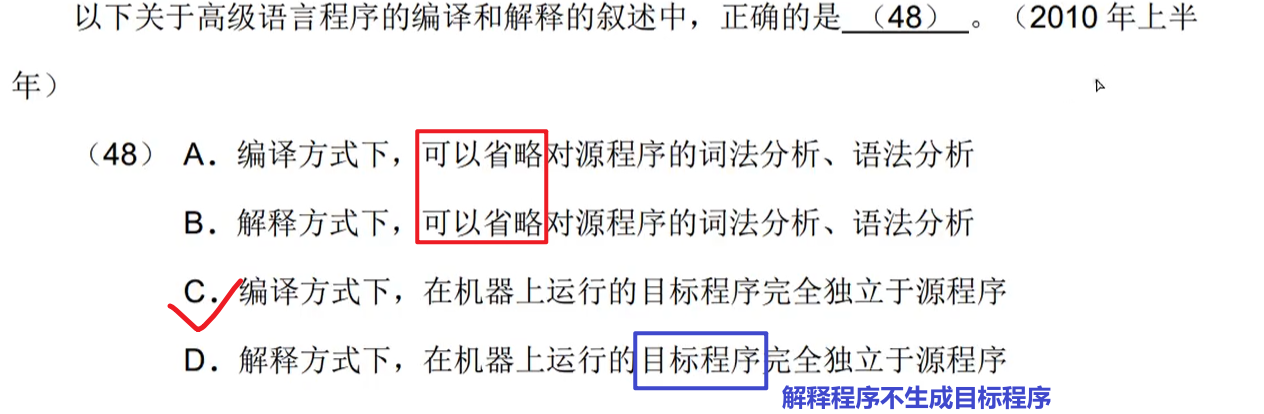 以下关于高级语言程序的编译和解释的叙述中，正确的是（48）。（2010年上半
年）
（48） A．编译方式下，可以省略对源程序的词法分析、语法分析
B．解释方式下，可以省略对源程序的词法分析、语法分析
C．编译方式下，在机器上运行的目标程序完全独立于源程序
D．解释方式下，在机器上运行的目标程序完全独立于源程序
解释程序不生成目标程序